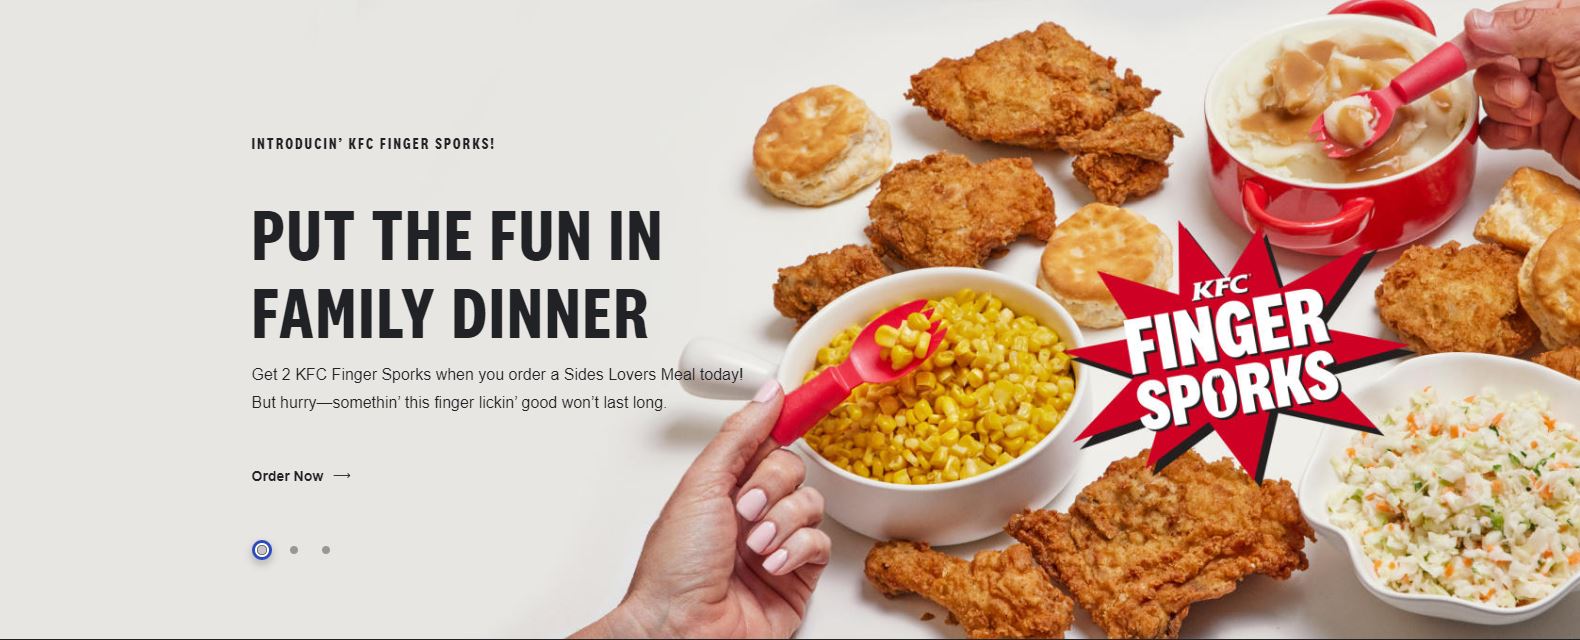 INTRODUCIN’ KFC FINGER SPORKS!
PUT THE FUN IN
FAMILY DINNER
Get 2 KFC Finger Sporks when you order a Sides Lovers Meal today!
But hurry—somethin’ this finger lickin’ good won’t last long.
Order Now →
KFC
FINGER
SPORKS